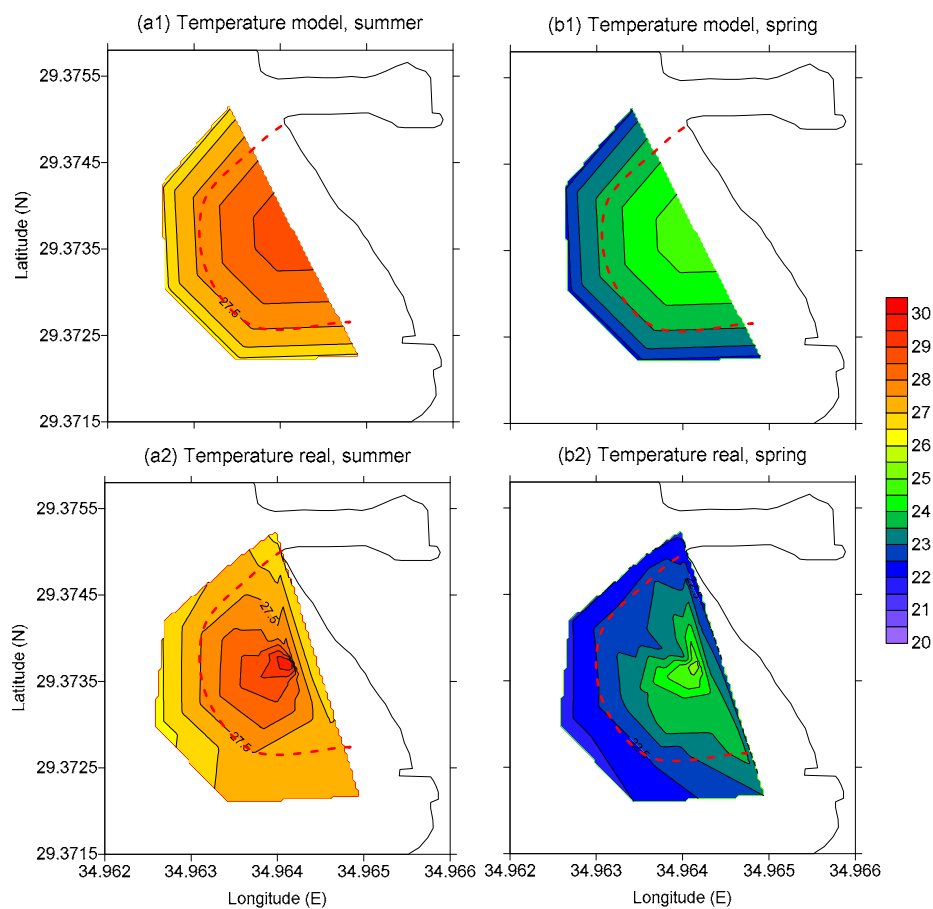 (a1) Temperature model, summer
(b1) Temperature model, spring
29.3755
29.3745
29.3735
29.3725
29.3715
Latitude (N)
27.5
(a2) Temperature real, summer
(b2) Temperature real, spring
29.3755
29.3745
29.3735
29.3725
29.3715
Latitude (N)
27.5
27.5
34.962 34.963 34.964 34.965 34.966
Longitude (E)
34.962 34.963 34.964 34.965 34.966
Longitude (E)
30
29
28
27
26
25
24
23
22
21
20